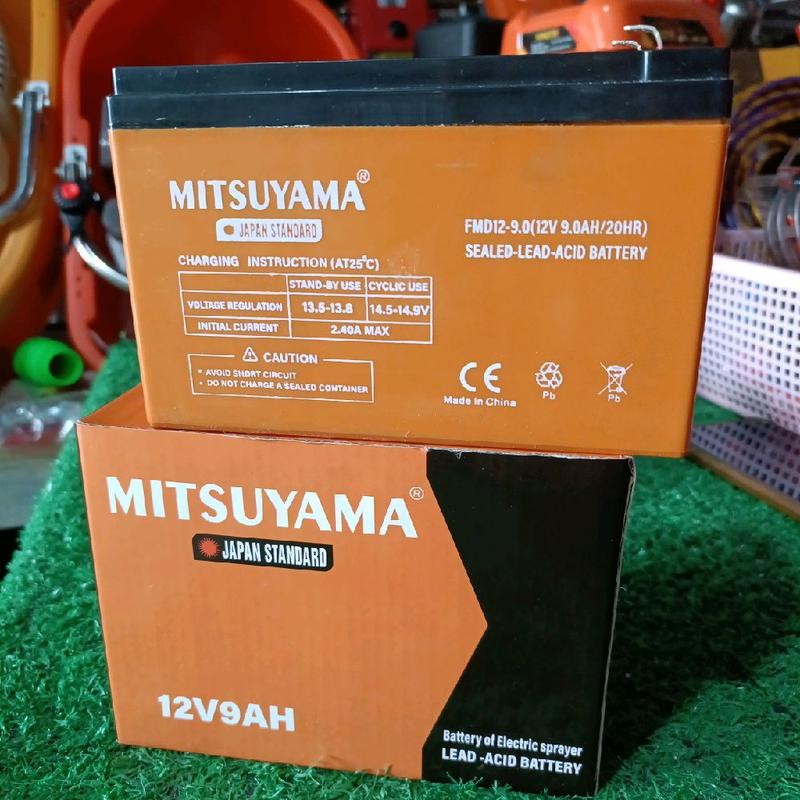 MITSUYAMA®
JAPAN STANDARD
FMD12-9.0(12V 9.0AH/20HR)
SEALED-LEAD-ACID BATTERY
CHARGING INSTRUCTION (AT25°C)
STAND-BY USE CYCLIC USE
VOLTAGE REGULATION 13.5-13.8 14.5-14.9V
INITIAL CURRENT 2.40A MAX
CAUTION
• AVOID SHORT CIRCUIT
• DO NOT CHARGE A SEALED CONTAINER
CE
Made In China
Pb
Pb
MITSUYAMA®
JAPAN STANDARD
12V9AH
Battery of Electric sprayer
LEAD -ACID BATTERY